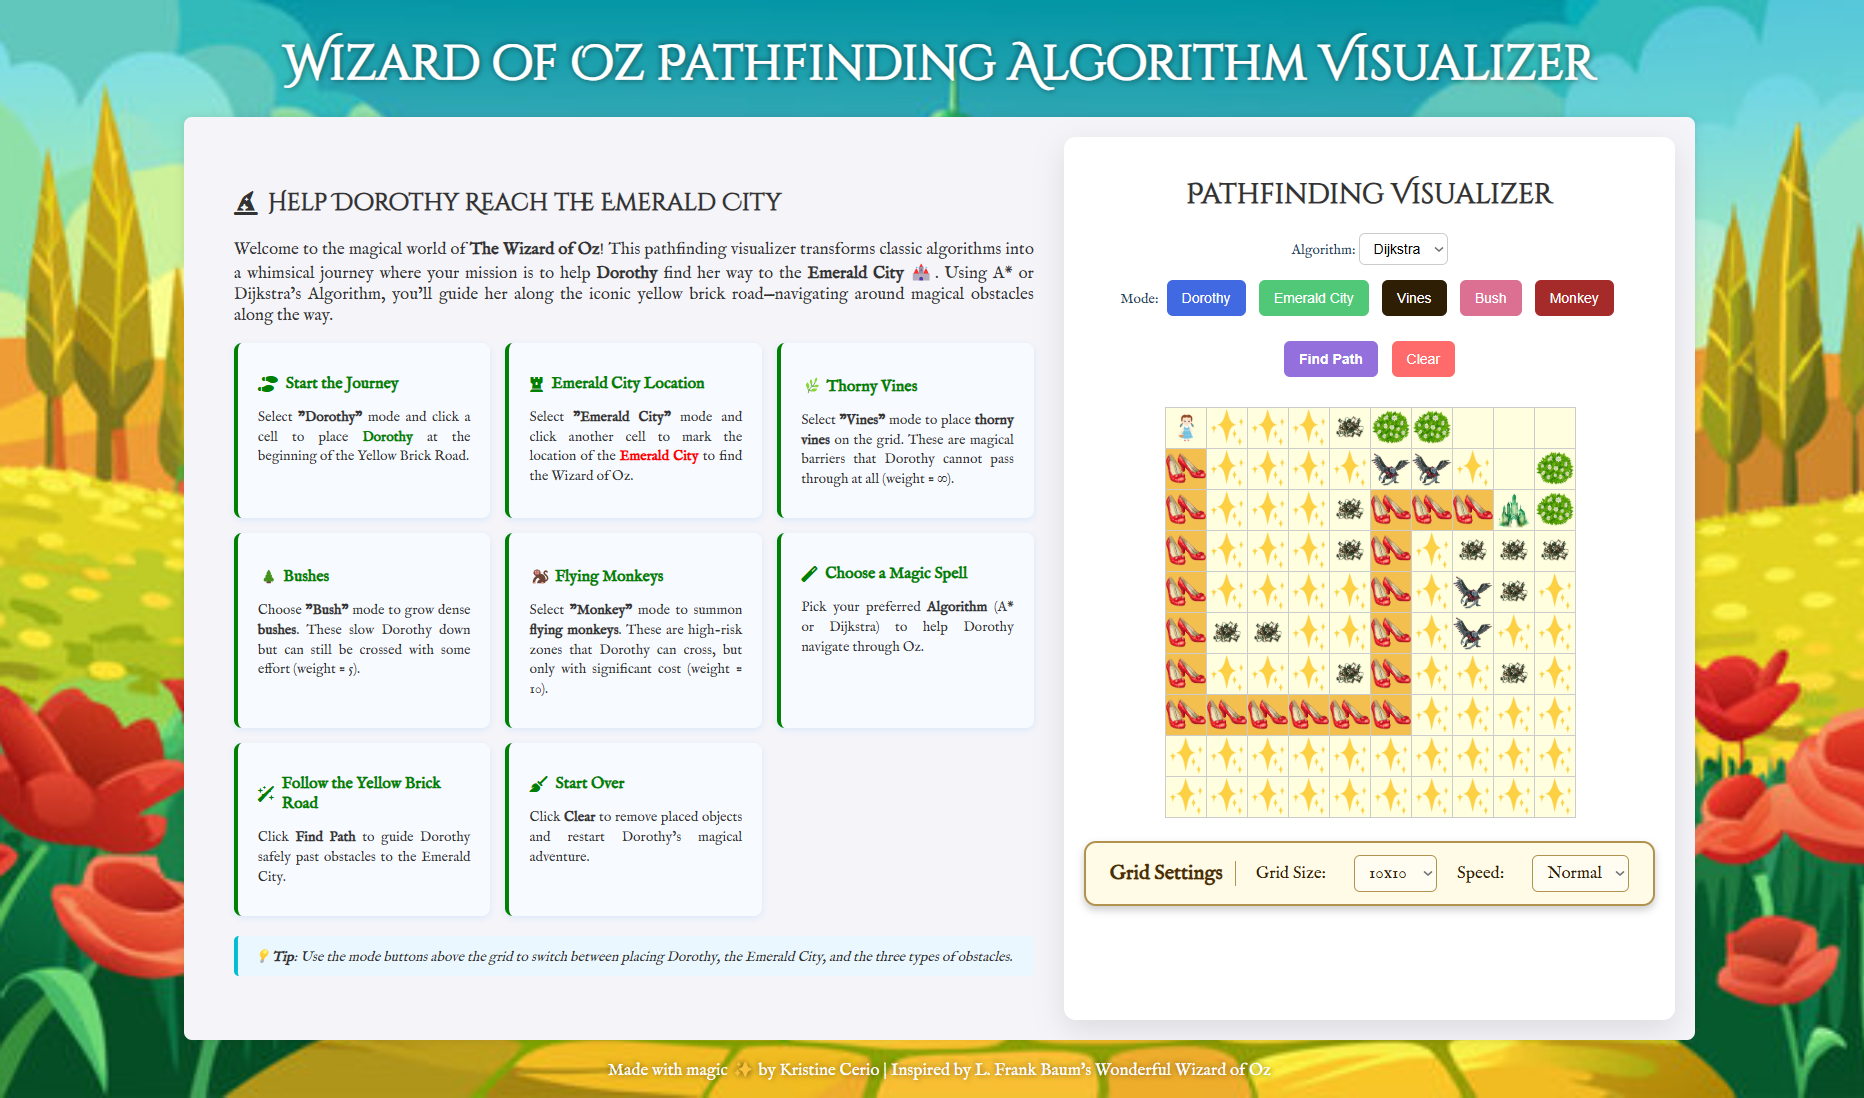 Wizard of Oz Pathfinding Algorithm Visualizer
Help Dorothy Reach the Emerald City
Welcome to the magical world of The Wizard of Oz! This pathfinding visualizer transforms classic algorithms into
a whimsical journey where your mission is to help Dorothy find her way to the Emerald City 🏰 . Using A* or
Dijkstra's Algorithm, you'll guide her along the iconic yellow brick road—navigating around magical obstacles
along the way.
Start the Journey
Select "Dorothy" mode and click a
cell to place Dorothy at the
beginning of the Yellow Brick Road.
Emerald City Location
Select "Emerald City" mode and
click another cell to mark the
location of the Emerald City to find
the Wizard of Oz.
Thorny Vines
Select "Vines" mode to place thorny
vines on the grid. These are magical
barriers that Dorothy cannot pass
through at all (weight = ∞).
Bushes
Choose "Bush" mode to grow dense
bushes. These slow Dorothy down
but can still be crossed with some
effort (weight = 5).
Flying Monkeys
Select "Monkey" mode to summon
flying monkeys. These are high-risk
zones that Dorothy can cross, but
only with significant cost (weight =
10).
Choose a Magic Spell
Pick your preferred Algorithm (A*
or Dijkstra) to help Dorothy
navigate through Oz.
Follow the Yellow Brick
Road
Click Find Path to guide Dorothy
safely past obstacles to the Emerald
City.
Start Over
Click Clear to remove placed objects
and restart Dorothy's magical
adventure.
💡 Tip: Use the mode buttons above the grid to switch between placing Dorothy, the Emerald City, and the three types of obstacles.
Pathfinding Visualizer
Algorithm: Dijkstra
Mode: Dorothy Emerald City Vines Bush Monkey
Find Path Clear
Grid Settings Grid Size: 10x10 Speed: Normal
Made with magic ✨ by Kristine Cerio | Inspired by L. Frank Baum's Wonderful Wizard of Oz